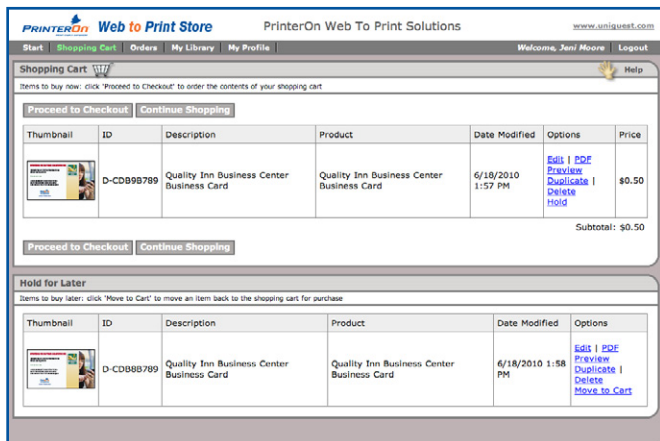 PRINTERON Web to Print Store PrinterOn Web To Print Solutions www.uniguest.com
Start Shopping Cart Orders My Library My Profile Welcome, Jeni Moore Logout
Shopping Cart Help
Items to buy now: click 'Proceed to Checkout' to order the contents of your shopping cart
Proceed to Checkout Continue Shopping
Thumbnail ID Description Product Date Modified Options Price
D-CDB9B789 Quality Inn Business Center
Business Card Quality Inn Business Center
Business Card 6/18/2010
1:57 PM Edit | PDF
Preview
Duplicate |
Delete
Hold $0.50
Subtotal: $0.50
Proceed to Checkout Continue Shopping
Hold for Later
Items to buy later: click 'Move to Cart' to move an item back to the shopping cart for purchase
Thumbnail ID Description Product Date Modified Options
D-CDBBB789 Quality Inn Business Center
Business Card Quality Inn Business Center
Business Card 6/18/2010 1:58
PM Edit | PDF
Preview
Duplicate |
Delete
Move to Cart